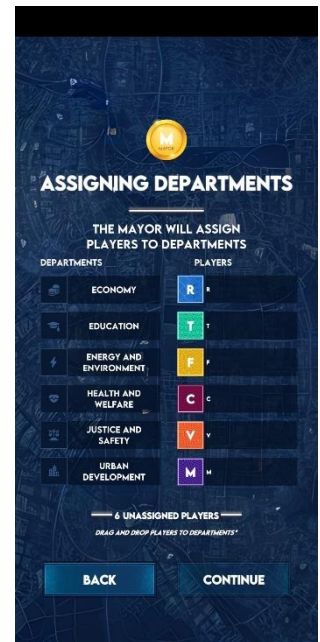 M
MAYOR
ASSIGNING DEPARTMENTS
THE MAYOR WILL ASSIGN
PLAYERS TO DEPARTMENTS
DEPARTMENTS PLAYERS
ECONOMY R R
EDUCATION T T
ENERGY AND
ENVIRONMENT F F
HEALTH AND
WELFARE C C
JUSTICE AND
SAFETY V V
URBAN
DEVELOPMENT M M
6 UNASSIGNED PLAYERS
DRAG AND DROP PLAYERS TO DEPARTMENTS*
BACK CONTINUE